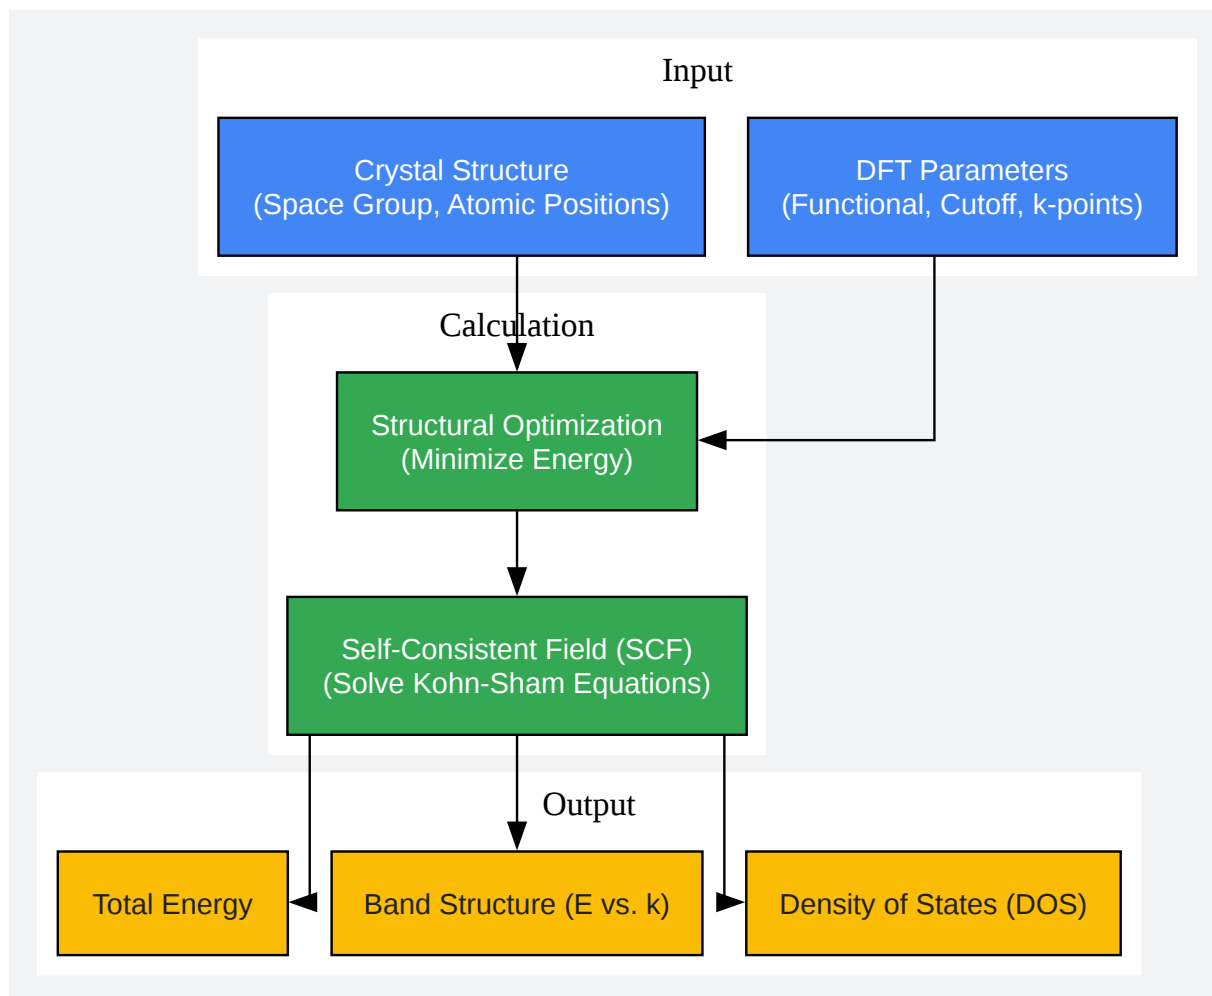 Input
Crystal Structure
(Space Group, Atomic Positions)
DFT Parameters
(Functional, Cutoff, k-points)
Calculation
Structural Optimization
(Minimize Energy)
Self-Consistent Field (SCF)
(Solve Kohn-Sham Equations)
Output
Total Energy
Band Structure (E vs. k)
Density of States (DOS)